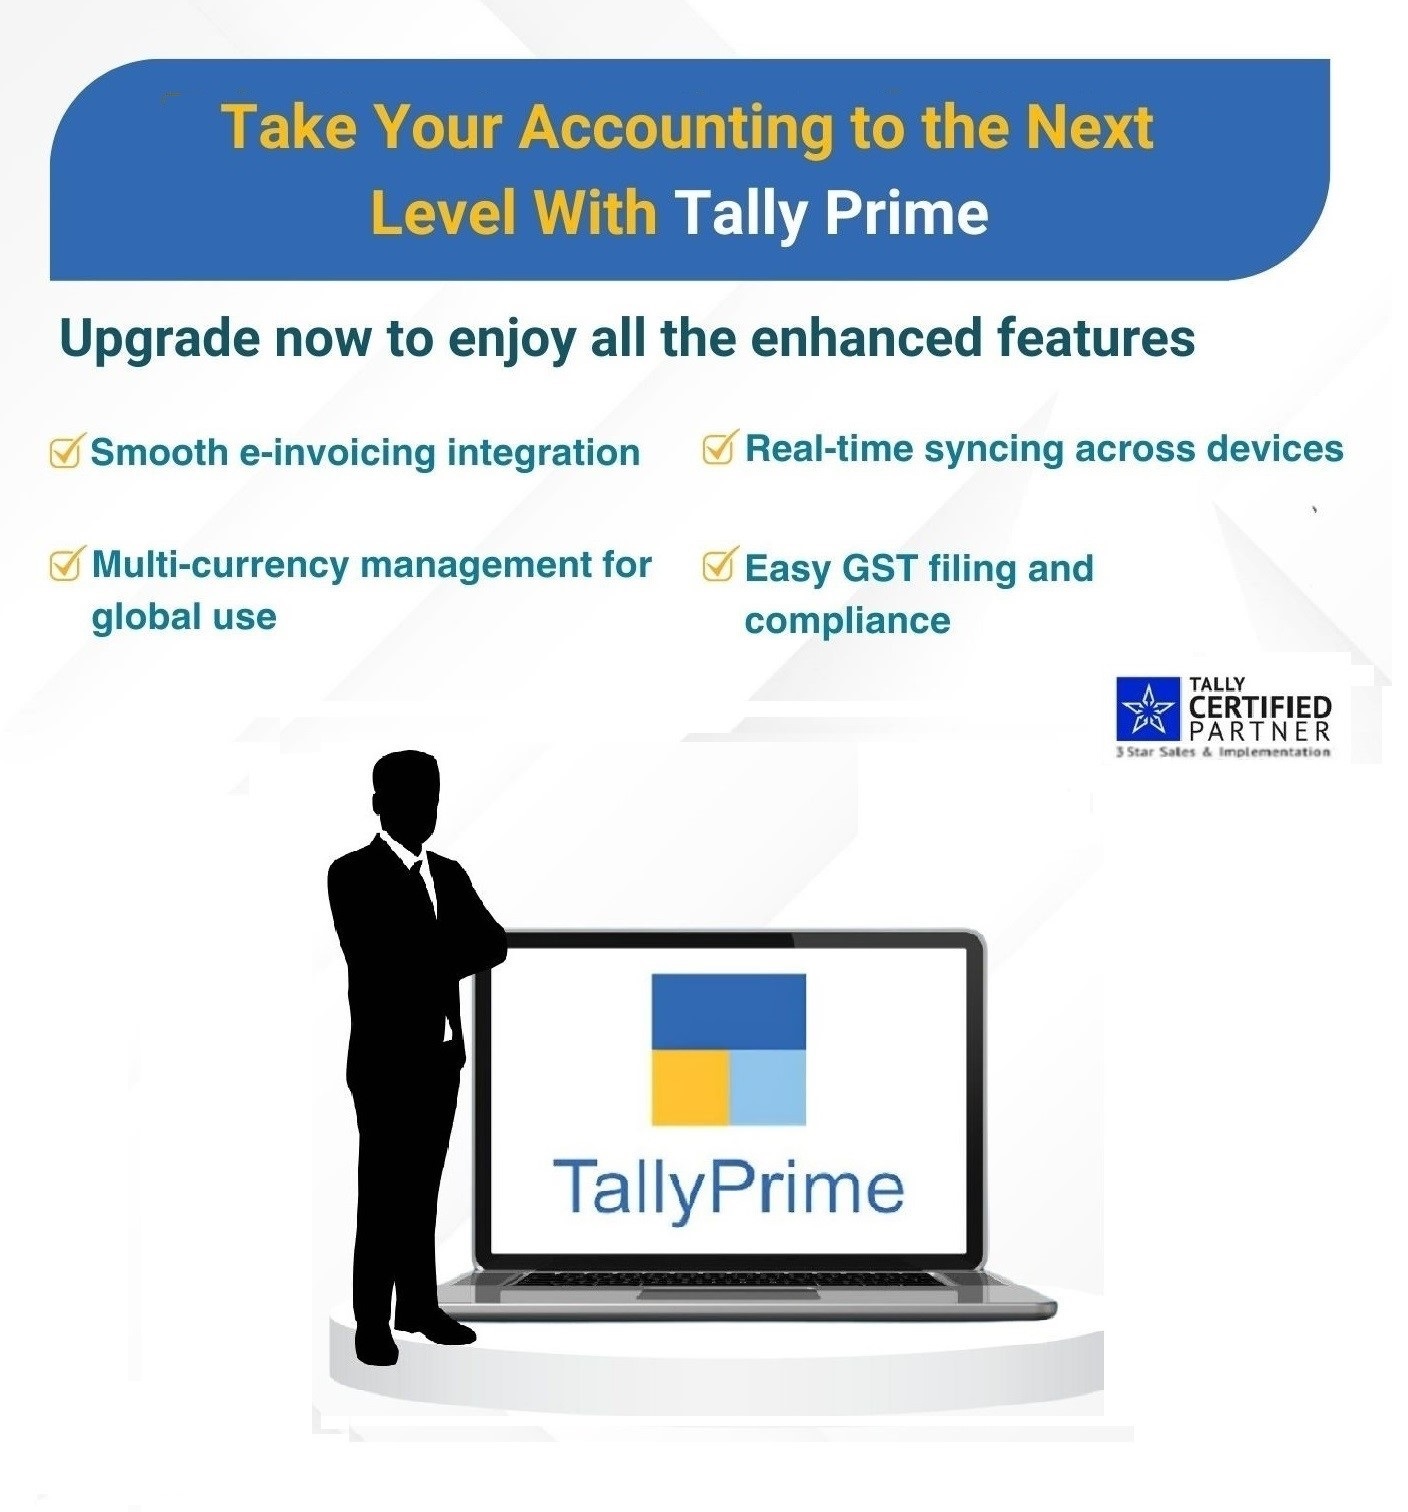 Take Your Accounting to the Next
Level With Tally Prime
Upgrade now to enjoy all the enhanced features
Smooth e-invoicing integration
Real-time syncing across devices
Multi-currency management for
global use
Easy GST filing and
compliance
TALLY
CERTIFIED
PARTNER
3 Star Sales & Implementation
TallyPrime